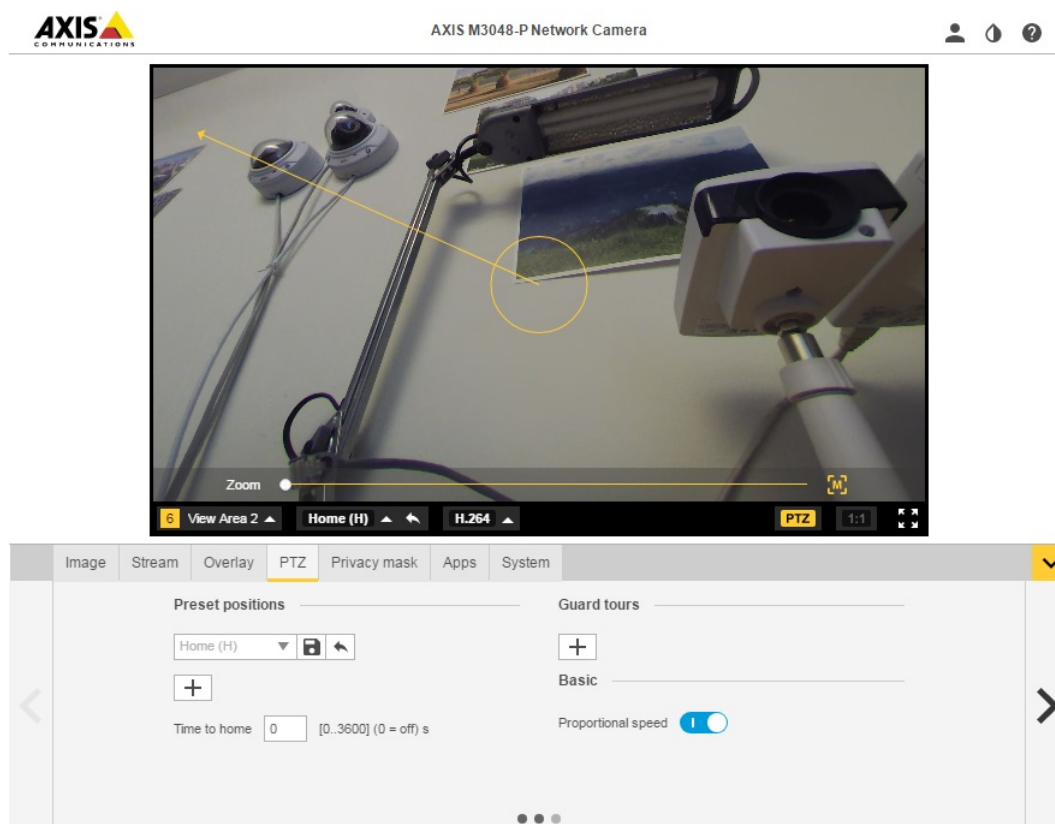 AXIS
COMMUNICATIONS
AXIS M3048-P Network Camera
Zoom
M
6 View Area 2 Home (H) H.264 PTZ 1:1
Image Stream Overlay PTZ Privacy mask Apps System
Preset positions
Home (H)
Time to home 0 [0..3600] (0 = off) s
Guard tours
Basic
Proportional speed